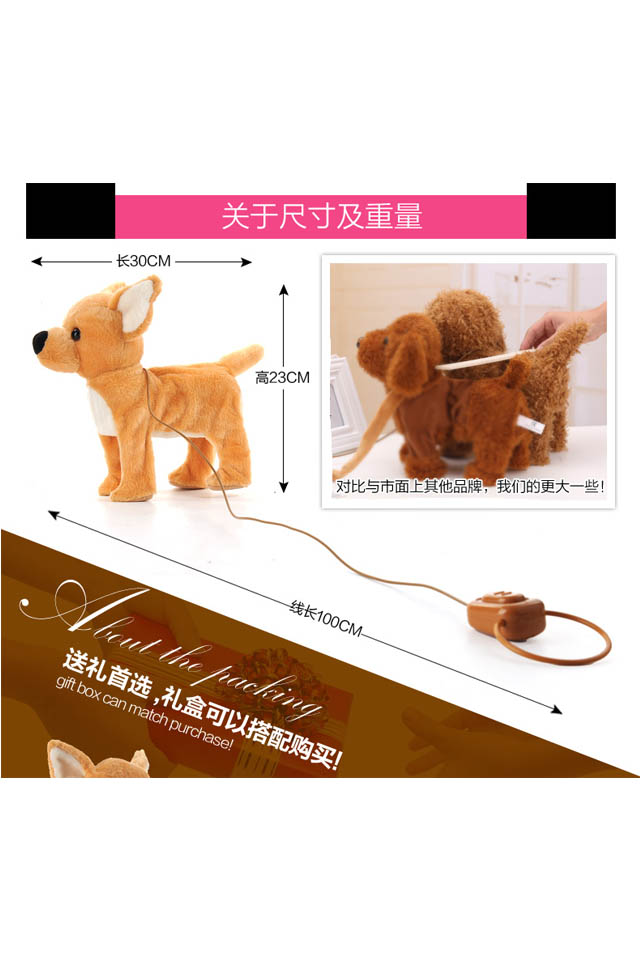 关于尺寸及重量
长30CM
高23CM
对比与市面上其他品牌，我们的更大一些！
线长100CM
About the packing
送礼首选，礼盒可以搭配购买！
gift box can match purchase!